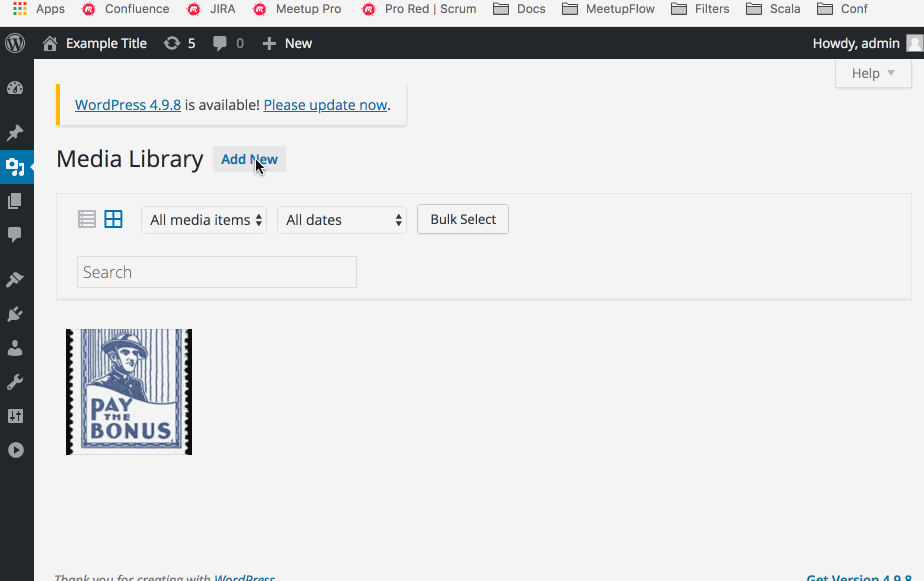 Apps Confluence JIRA Meetup Pro Pro Red | Scrum Docs MeetupFlow Filters Scala Conf
Example Title 5 0 New Howdy, admin
Help
WordPress 4.9.8 is available! Please update now.
Media Library Add New
All media items All dates Bulk Select
Search
PAY
THE
BONUS
Thank you for creating with WordPress
Get Version 4.9.8